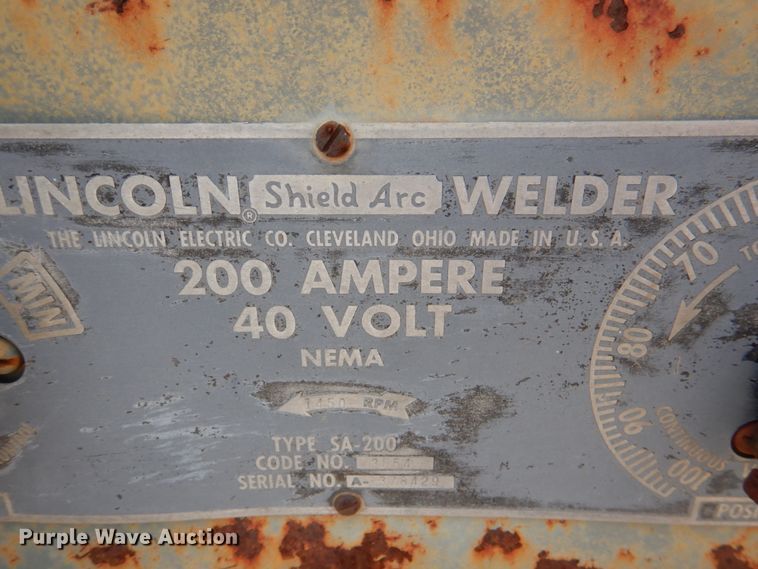 LINCOLN® Shield Arc WELDER
THE LINCOLN ELECTRIC CO. CLEVELAND OHIO MADE IN U.S.A.
200 AMPERE
40 VOLT
NEMA
1450 RPM
TYPE SA-200
CODE NO.
SERIAL NO. A-
MIN
70
80
90
100
CONTINUOUS
Purple Wave Auction